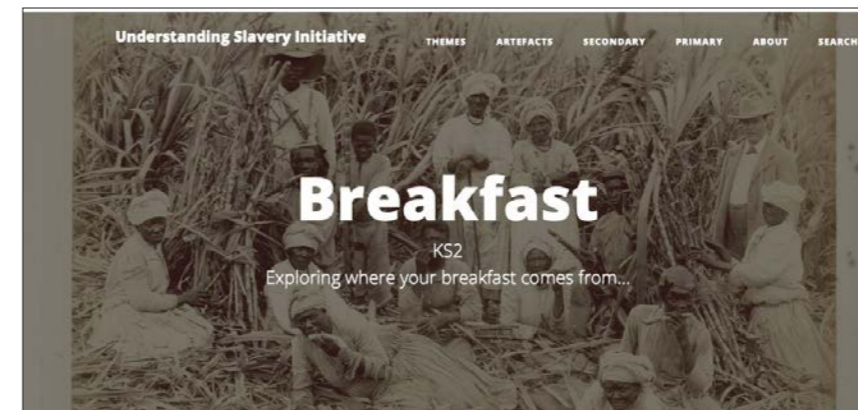 Understanding Slavery Initiative
THEMES ARTEFACTS SECONDARY PRIMARY ABOUT SEARCH
Breakfast
KS2
Exploring where your breakfast comes from...